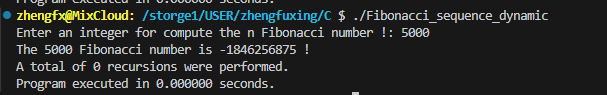 Program executed in 0.000000 seconds.
zhengfx@MixCloud: /storge1/USER/zhengfuxing/C $ ./Fibonacci_sequence_dynamic
Enter an integer for compute the n Fibonacci number !: 5000
The 5000 Fibonacci number is -1846256875 !
A total of 0 recursions were performed.
Program executed in 0.000000 seconds.